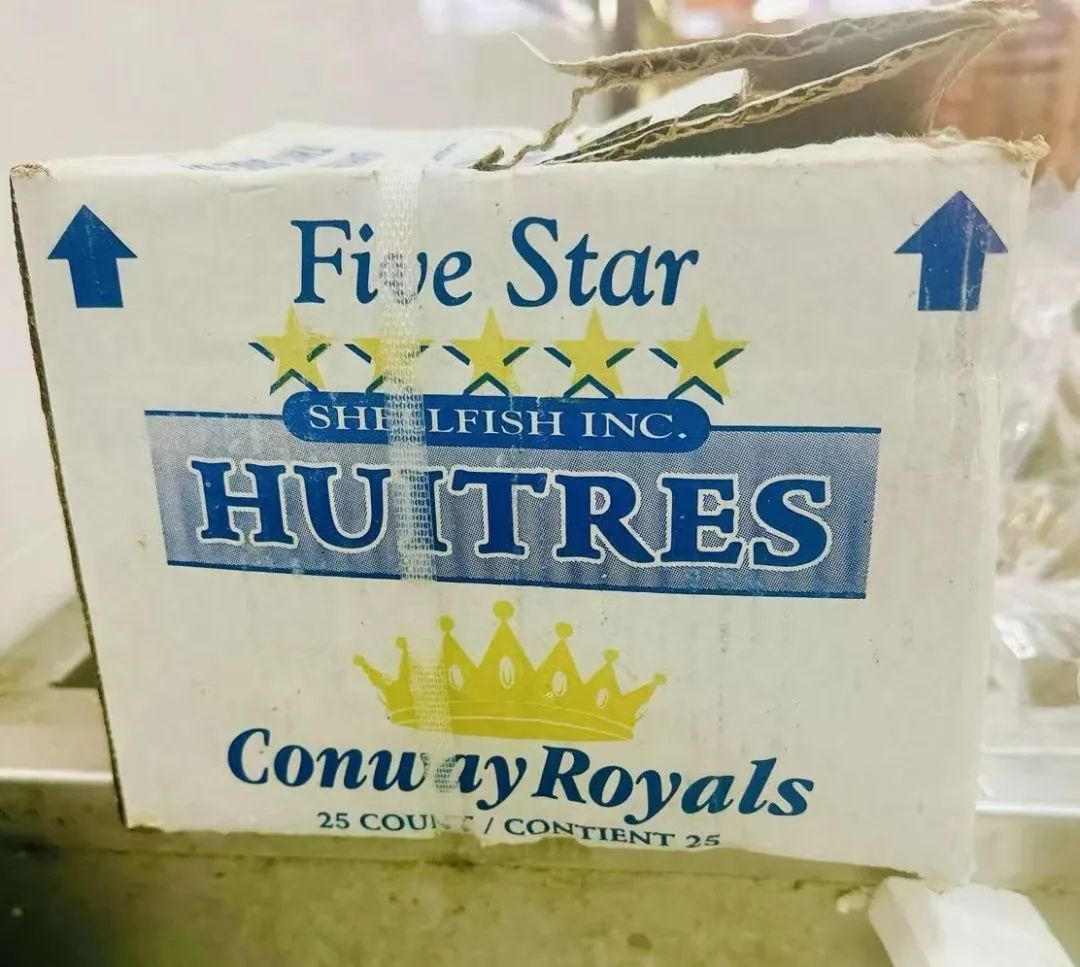 Five Star
SHELLFISH INC.
HUITRES
Conway Royals
25 COUNT / CONTIENT 25